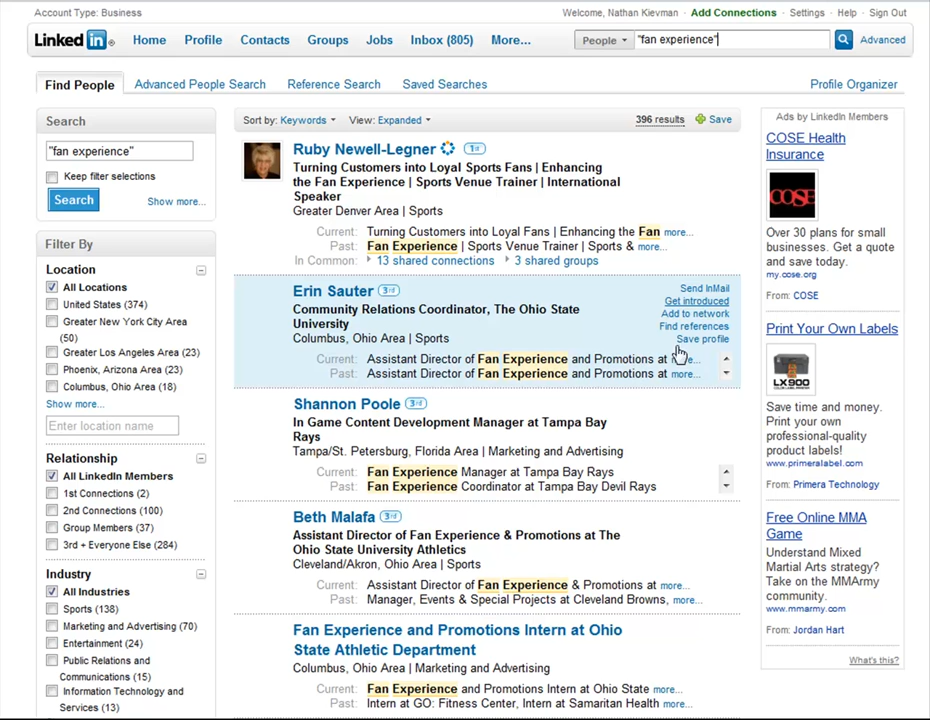 Account Type: Business
Welcome, Nathan Kievman. Add Connections Settings Help Sign Out
Linked in ® Home Profile Contacts Groups Jobs Inbox (805) More... People "fan experience" Advanced
Find People Advanced People Search Reference Search Saved Searches Profile Organizer
Search
"fan experience"
Keep filter selections
Search Show more...
Filter By
Location
All Locations
United States (374)
Greater New York City Area
(50)
Greater Los Angeles Area (23)
Phoenix, Arizona Area (23)
Columbus, Ohio Area (18)
Show more...
Enter location name
Relationship
All LinkedIn Members
1st Connections (2)
2nd Connections (100)
Group Members (37)
3rd + Everyone Else (284)
Industry
All Industries
Sports (138)
Marketing and Advertising (70)
Entertainment (24)
Public Relations and
Communications (15)
Information Technology and
Services (13)
Sort by: Keywords View: Expanded 396 results Save
Ruby Newell-Legner 1st
Turning Customers into Loyal Sports Fans | Enhancing
the Fan Experience | Sports Venue Trainer | International
Speaker
Greater Denver Area | Sports
Current: Turning Customers into Loyal Fans | Enhancing the Fan more...
Past: Fan Experience | Sports Venue Trainer | Sports & more...
In Common: 13 shared connections 3 shared groups
Erin Sauter 3rd
Community Relations Coordinator, The Ohio State
University
Columbus, Ohio Area | Sports
Current: Assistant Director of Fan Experience and Promotions at
Past: Assistant Director of Fan Experience and Promotions at more...
Send InMail
Get introduced
Add to network
Find references
Save profile
Shannon Poole 3rd
In Game Content Development Manager at Tampa Bay
Rays
Tampa/St. Petersburg, Florida Area | Marketing and Advertising
Current: Fan Experience Manager at Tampa Bay Rays
Past: Fan Experience Coordinator at Tampa Bay Devil Rays
Beth Malafa 3rd
Assistant Director of Fan Experience & Promotions at The
Ohio State University Athletics
Cleveland/Akron, Ohio Area | Sports
Current: Assistant Director of Fan Experience & Promotions at more...
Past: Manager, Events & Special Projects at Cleveland Browns, more...
Fan Experience and Promotions Intern at Ohio
State Athletic Department
Columbus, Ohio Area | Marketing and Advertising
Current: Fan Experience and Promotions Intern at Ohio State more...
Past: Intern at GO: Fitness Center, Intern at Samaritan Health more...
Ads by LinkedIn Members
COSE Health
Insurance
COSE
Over 30 plans for small
businesses. Get a quote
and save today.
my.cose.org
From: COSE
Print Your Own Labels
LX900
Save time and money.
Print your own
professional-quality
product labels!
www.primeralabel.com
From: Primera Technology
Free Online MMA
Game
Understand Mixed
Martial Arts strategy?
Take on the MMArmy
community.
www.mmarmy.com
From: Jordan Hart
What's this?